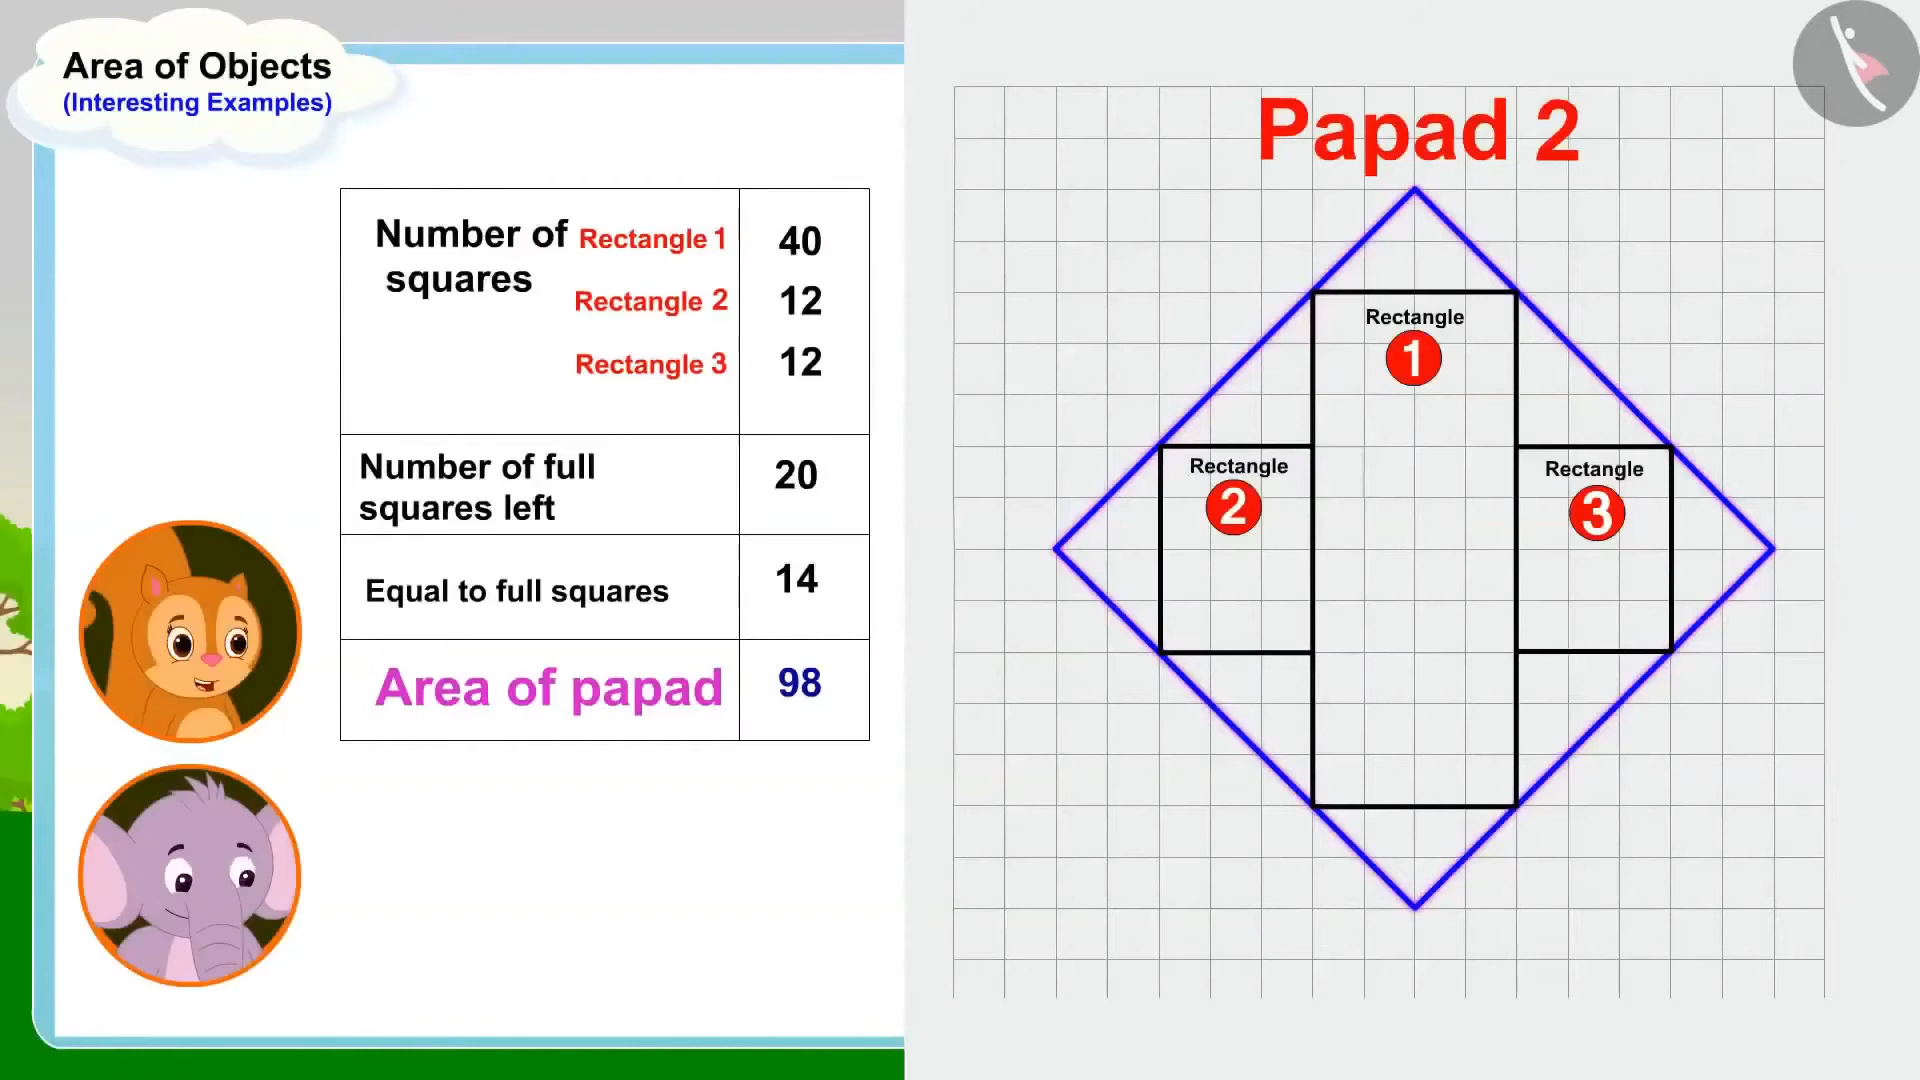 Area of Objects
(Interesting Examples)
Number of squares
Rectangle 1 40
Rectangle 2 12
Rectangle 3 12
Number of full squares left 20
Equal to full squares 14
Area of papad 98
Papad 2
Rectangle
1
Rectangle
2
Rectangle
3